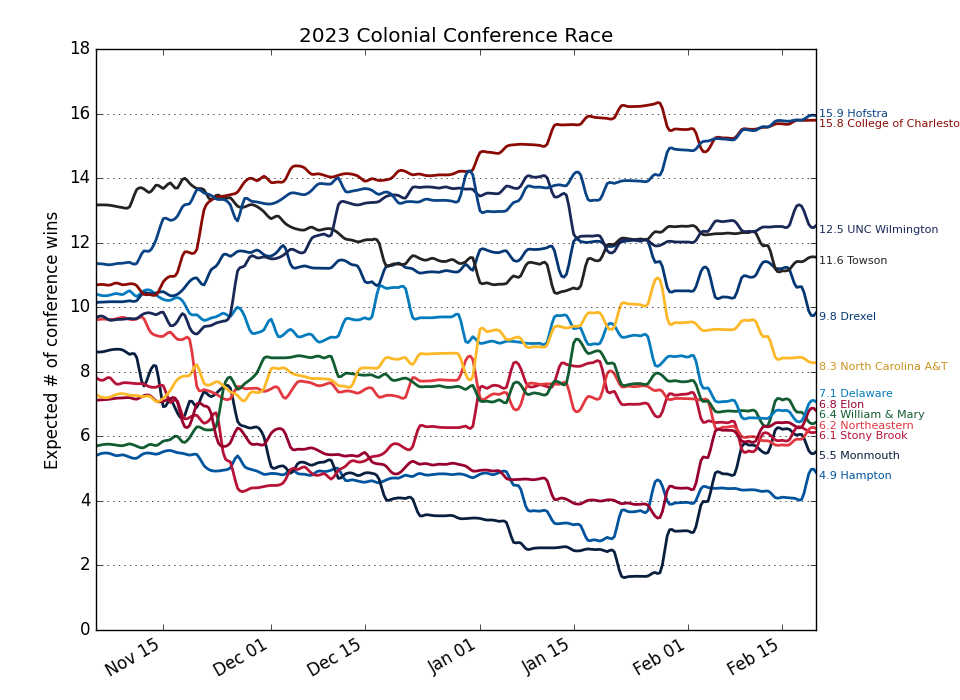 2023 Colonial Conference Race
Expected # of conference wins
18
16
14
12
10
8
6
4
2
0
15.9 Hofstra
15.8 College of Charlesto
12.5 UNC Wilmington
11.6 Towson
9.8 Drexel
8.3 North Carolina A&T
7.1 Delaware
6.8 Elon
6.4 William & Mary
6.2 Northeastern
6.1 Stony Brook
5.5 Monmouth
4.9 Hampton
Nov 15
Dec 01
Dec 15
Jan 01
Jan 15
Feb 01
Feb 15